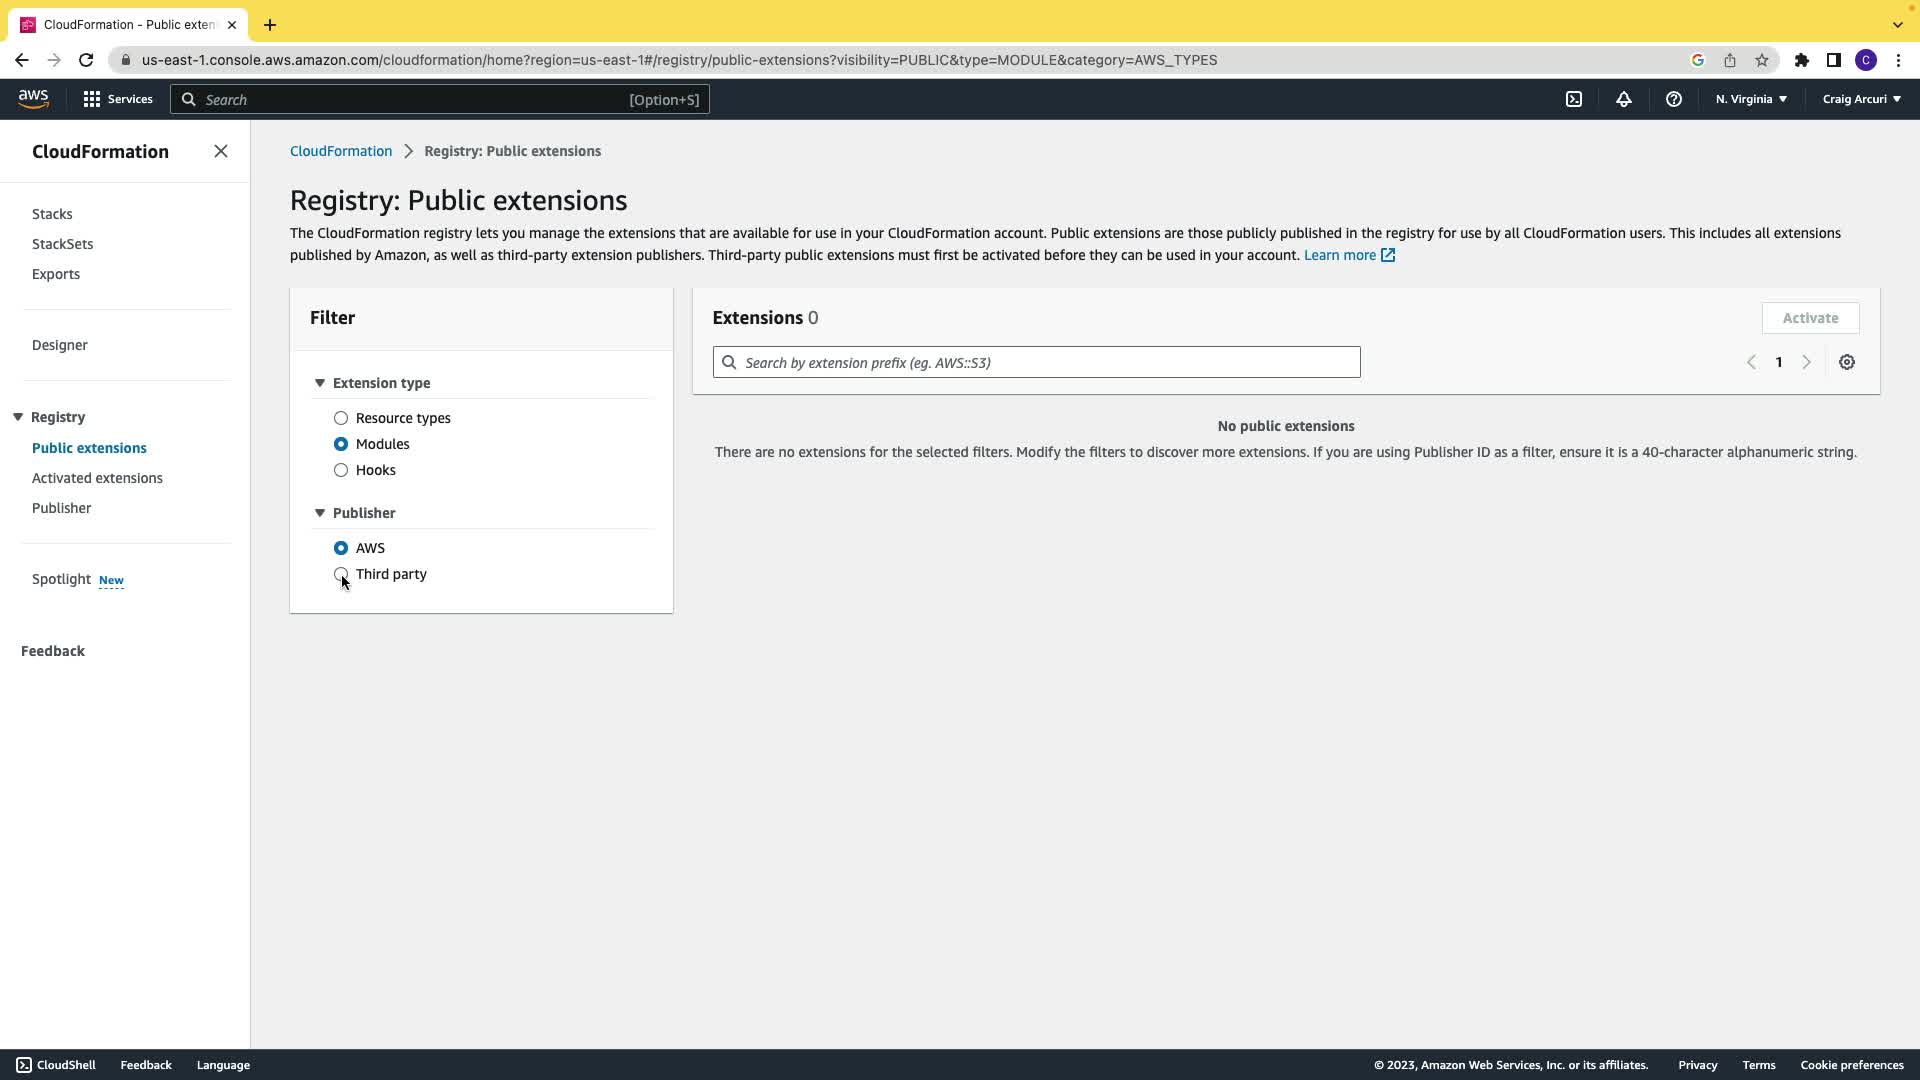 CloudFormation - Public exten
us-east-1.console.aws.amazon.com/cloudformation/home?region=us-east-1#/registry/public-extensions?visibility=PUBLIC&type=MODULE&category=AWS_TYPES
G
C
aws
Services
Search
[Option+S]
N. Virginia
Craig Arcuri
CloudFormation
Stacks
StackSets
Exports
Designer
Registry
Public extensions
Activated extensions
Publisher
Spotlight New
Feedback
CloudFormation
Registry: Public extensions
Registry: Public extensions
The CloudFormation registry lets you manage the extensions that are available for use in your CloudFormation account. Public extensions are those publicly published in the registry for use by all CloudFormation users. This includes all extensions
published by Amazon, as well as third-party extension publishers. Third-party public extensions must first be activated before they can be used in your account. Learn more
Filter
Extension type
Resource types
Modules
Hooks
Publisher
AWS
Third party
Extensions 0
Activate
Search by extension prefix (eg. AWS::S3)
1
No public extensions
There are no extensions for the selected filters. Modify the filters to discover more extensions. If you are using Publisher ID as a filter, ensure it is a 40-character alphanumeric string.
CloudShell
Feedback
Language
© 2023, Amazon Web Services, Inc. or its affiliates.
Privacy
Terms
Cookie preferences